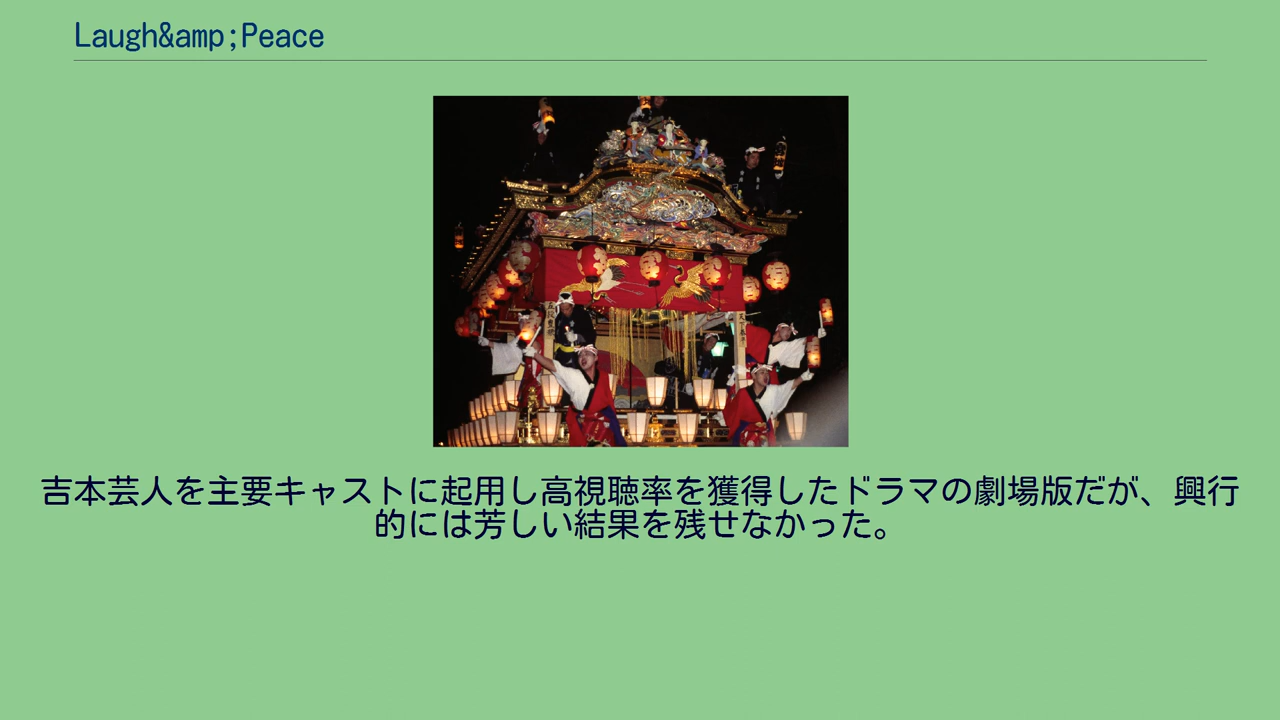 Laugh&amp;Peace
吉本芸人を主要キャストに起用し高視聴率を獲得したドラマの劇場版だが、興行
的には芳しい結果を残せなかった。